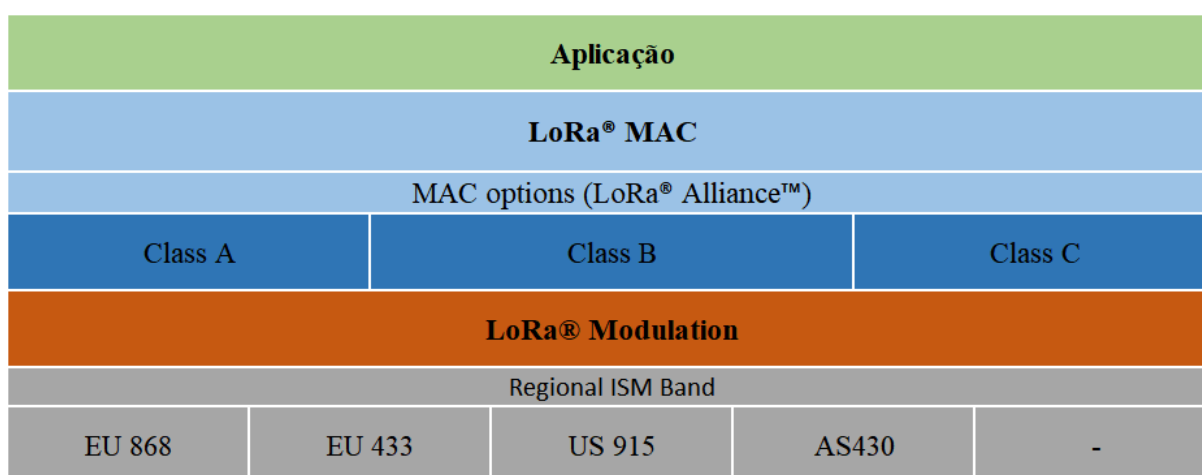 Aplicação
LoRa® MAC
MAC options (LoRa® Alliance™)
Class A Class B Class C
LoRa® Modulation
Regional ISM Band
EU 868 EU 433 US 915 AS430 -